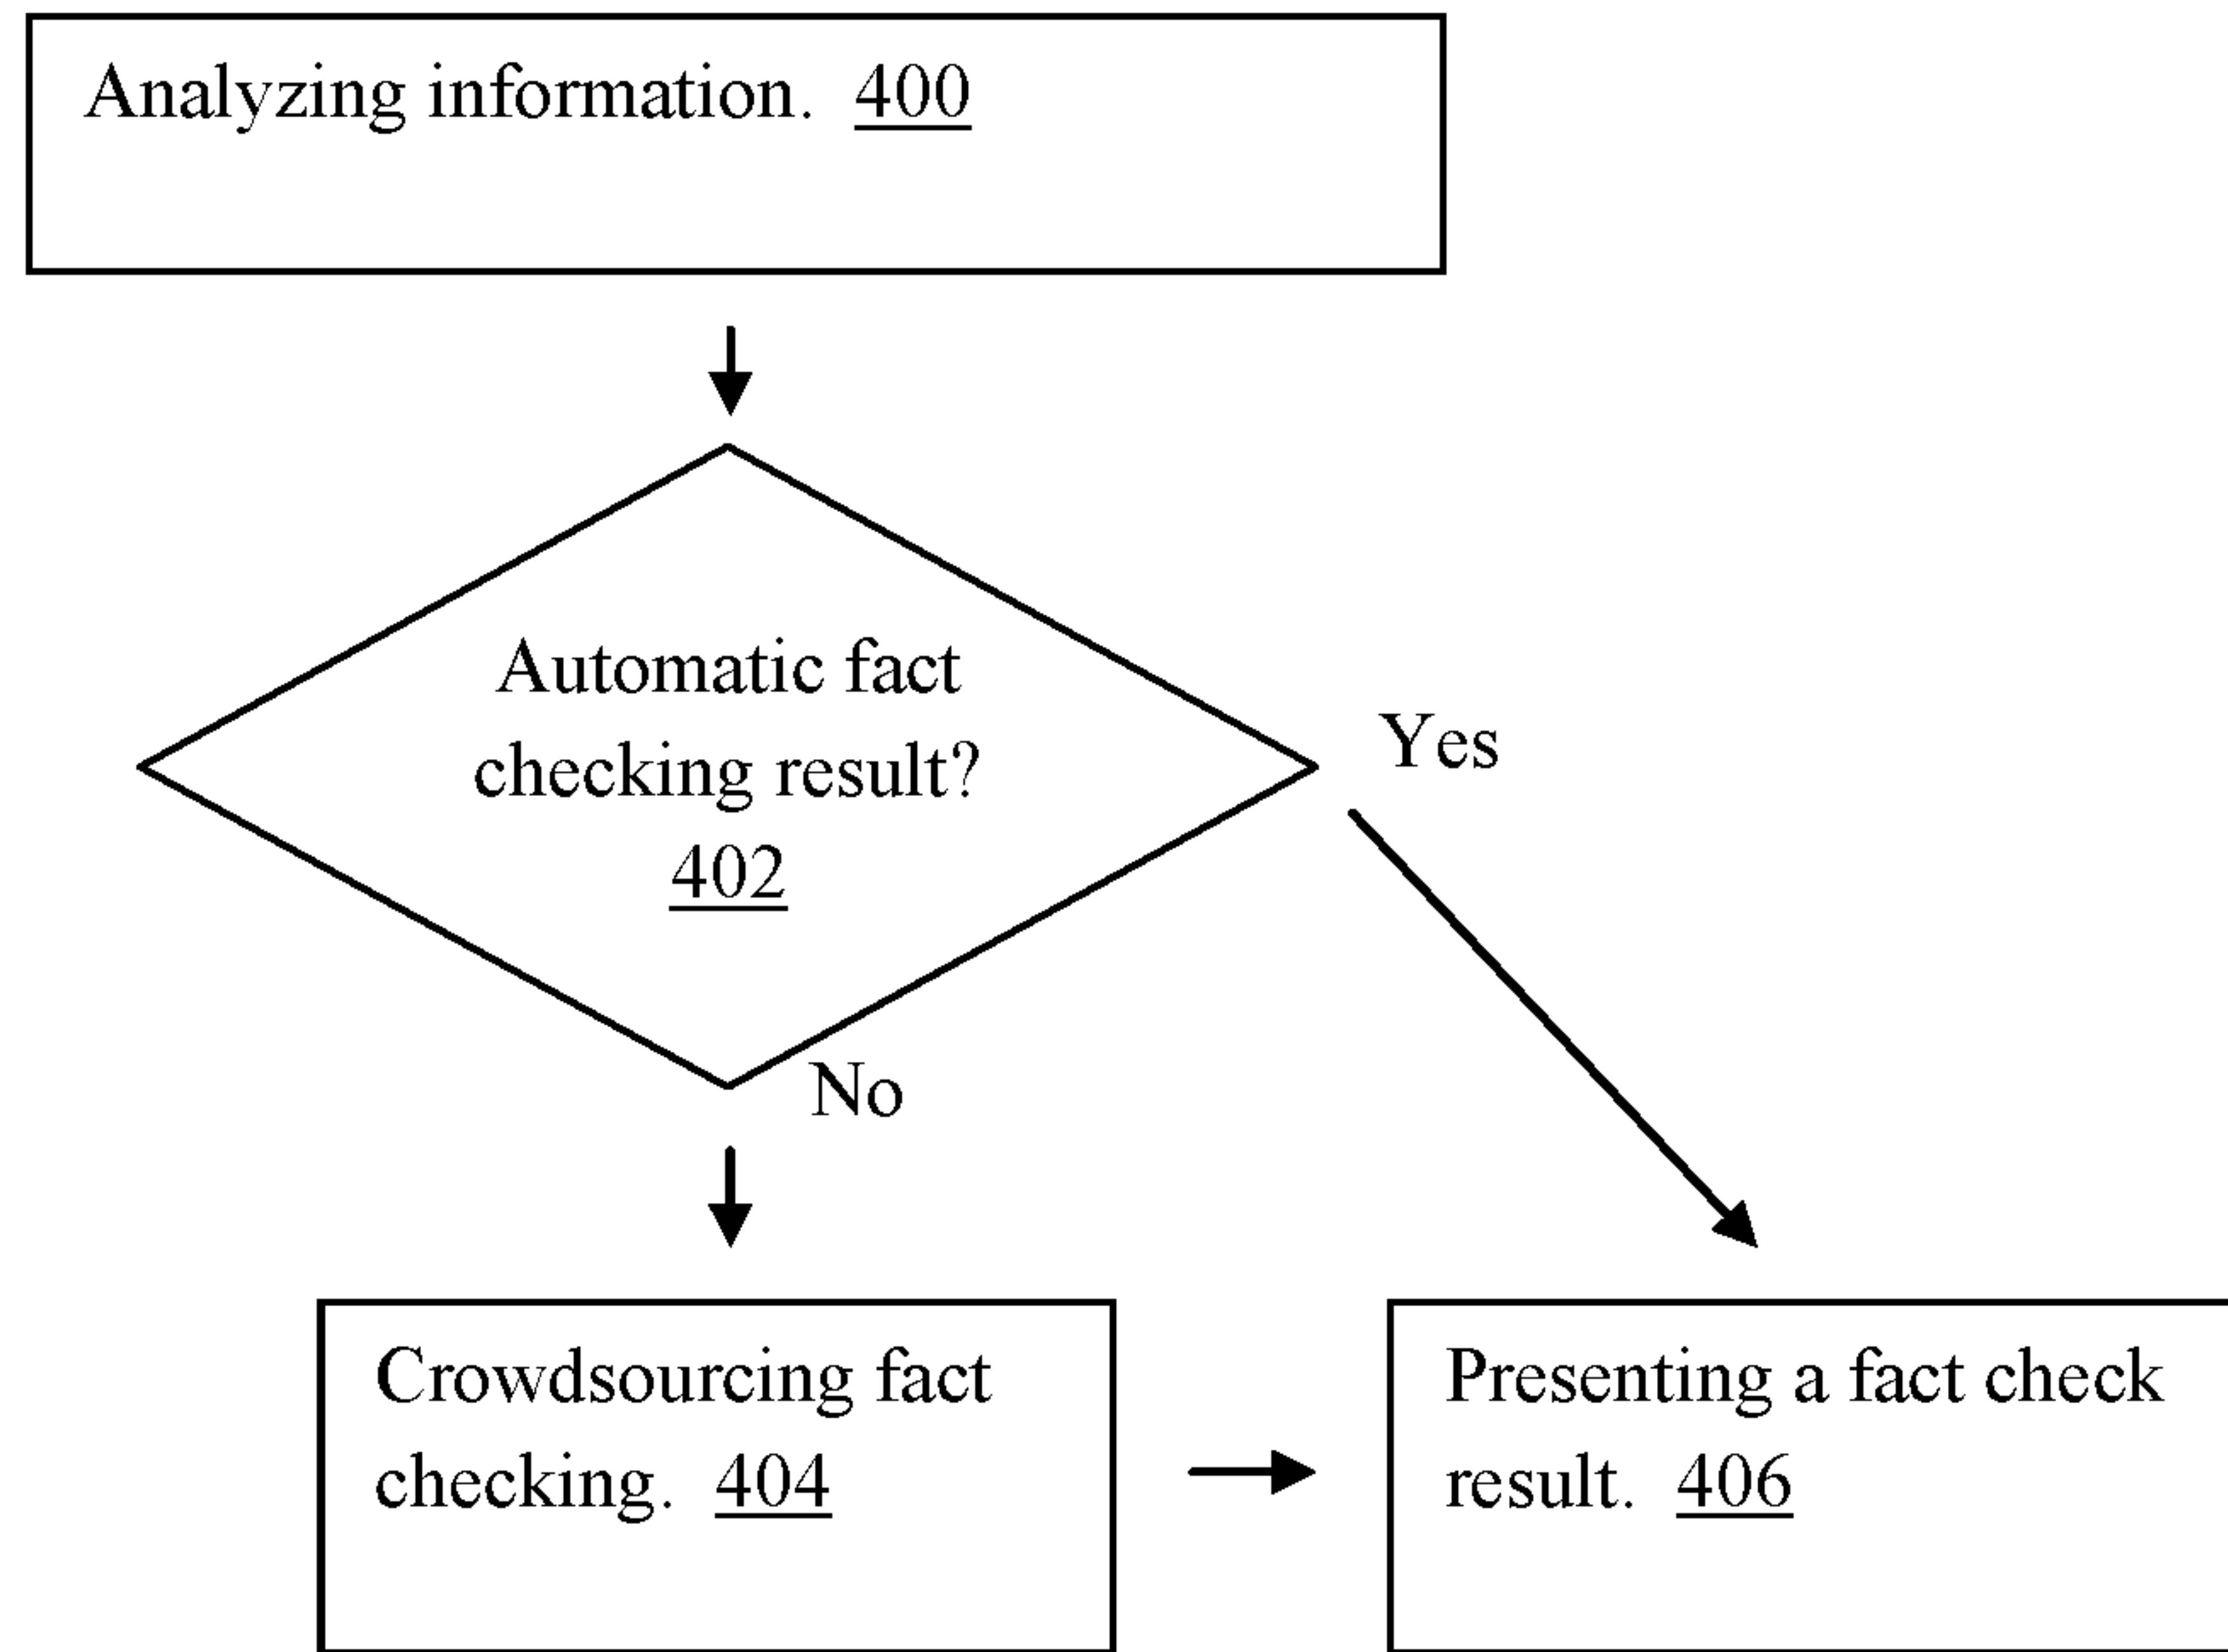 Analyzing information. 400
Automatic fact
checking result?
402
Yes
No
Crowdsourcing fact
checking. 404
Presenting a fact check
result. 406